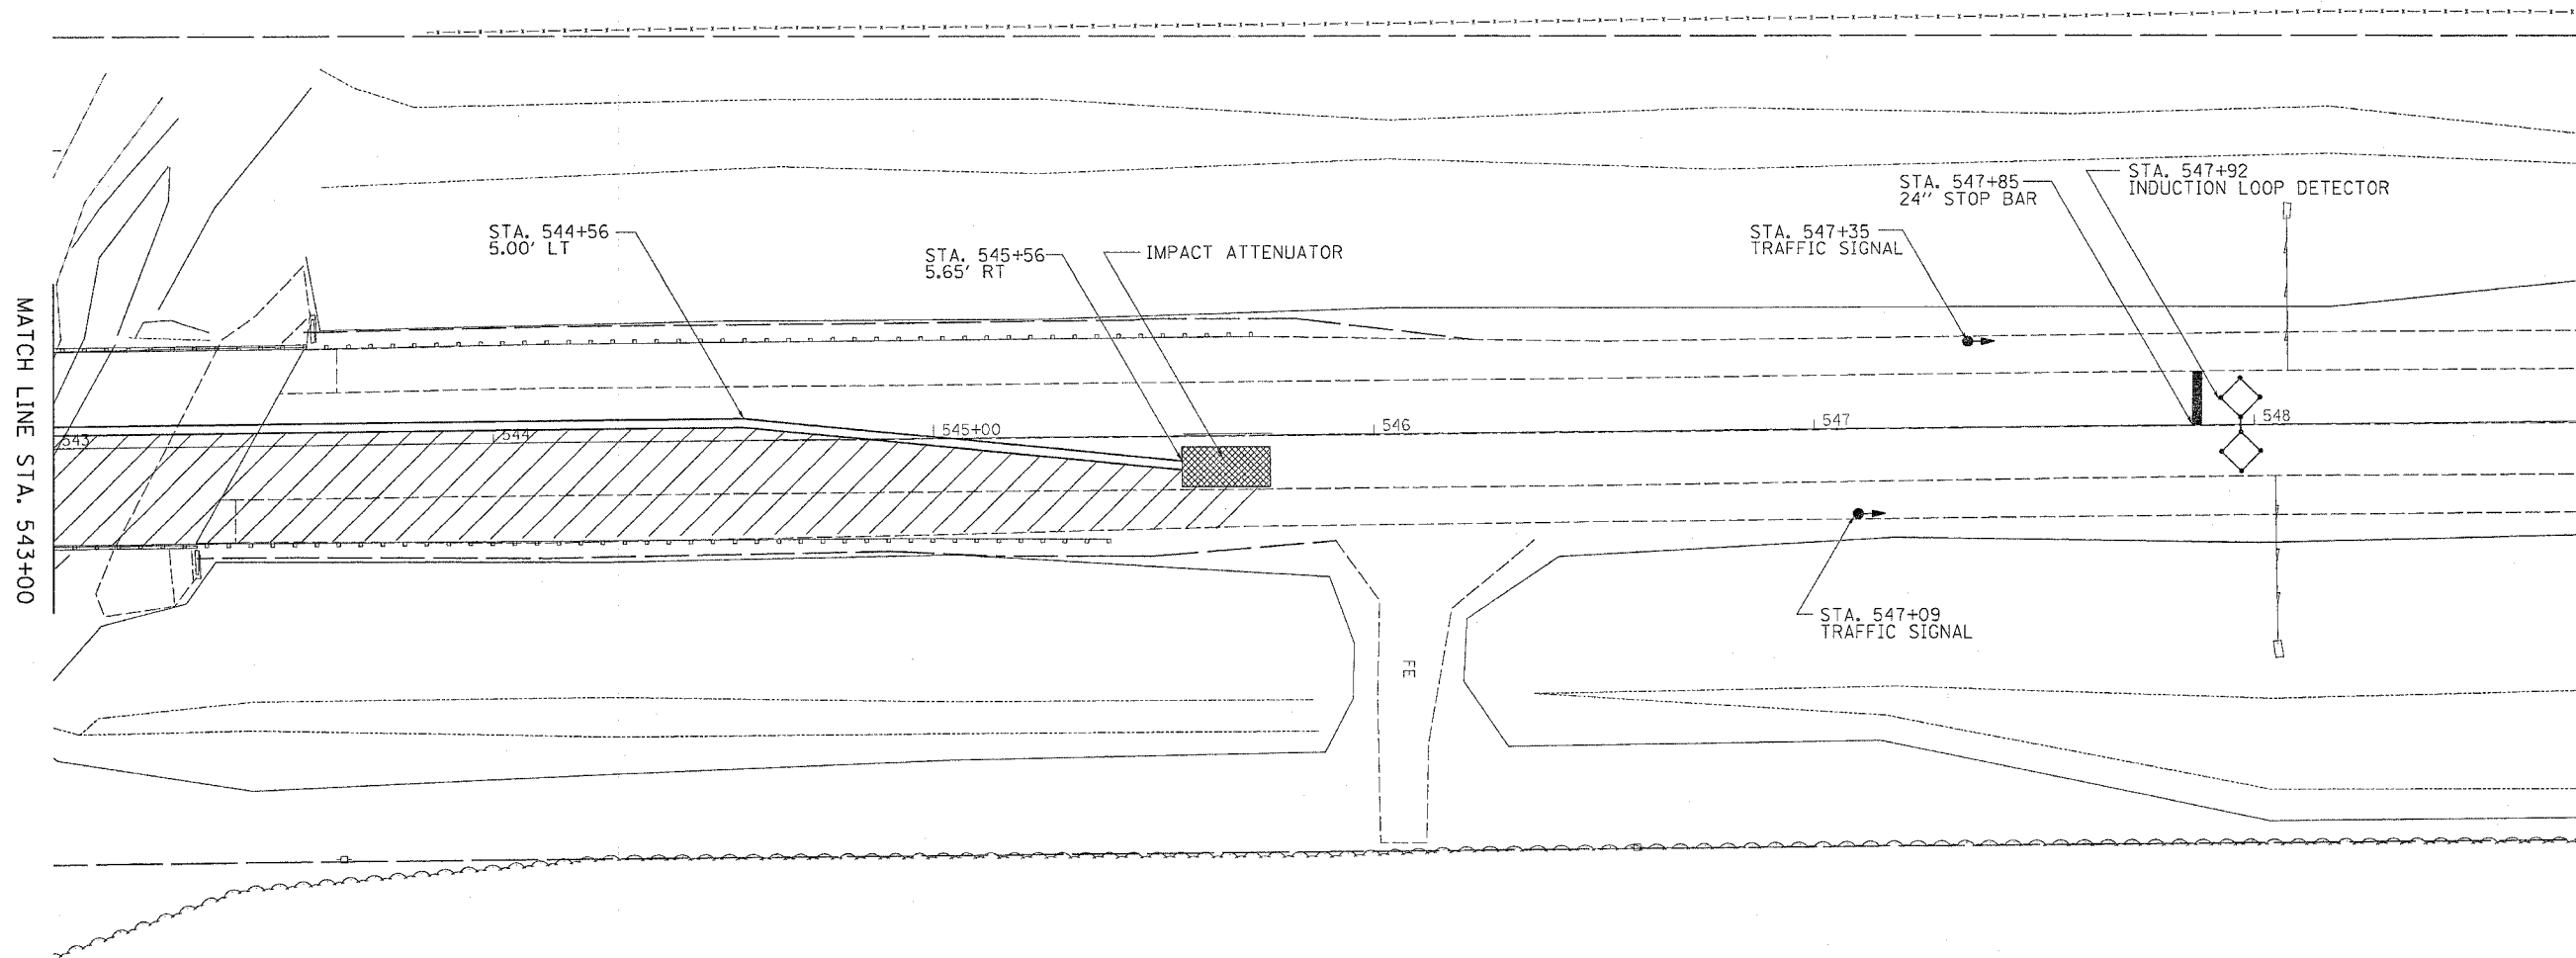 STA. 547+92
INDUCTION LOOP DETECTOR
STA. 547+85
24" STOP BAR
STA. 544+56
5.00' LT
STA. 547+35
TRAFFIC SIGNAL
STA. 545+56
5.65' RT
IMPACT ATTENUATOR
MATCH LINE STA. 543+00
543
544
545+00
546
547
548
STA. 547+09
TRAFFIC SIGNAL
FE